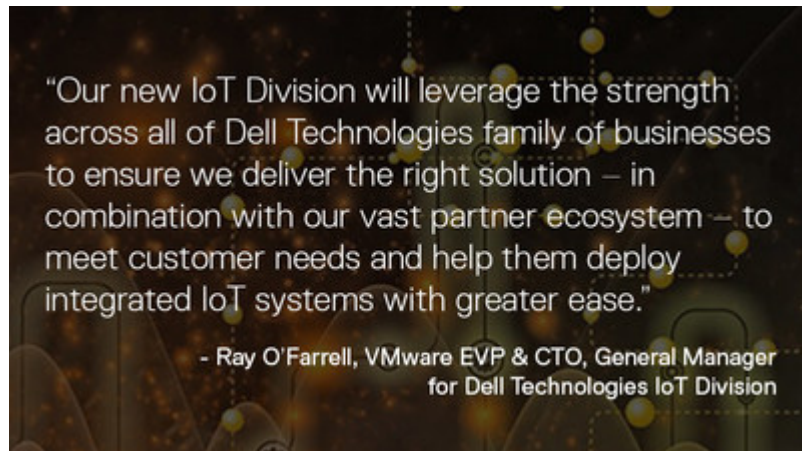 “Our new IoT Division will leverage the strength
across all of Dell Technologies family of businesses
to ensure we deliver the right solution – in
combination with our vast partner ecosystem – to
meet customer needs and help them deploy
integrated IoT systems with greater ease.”
- Ray O’Farrell, VMware EVP & CTO, General Manager
for Dell Technologies IoT Division